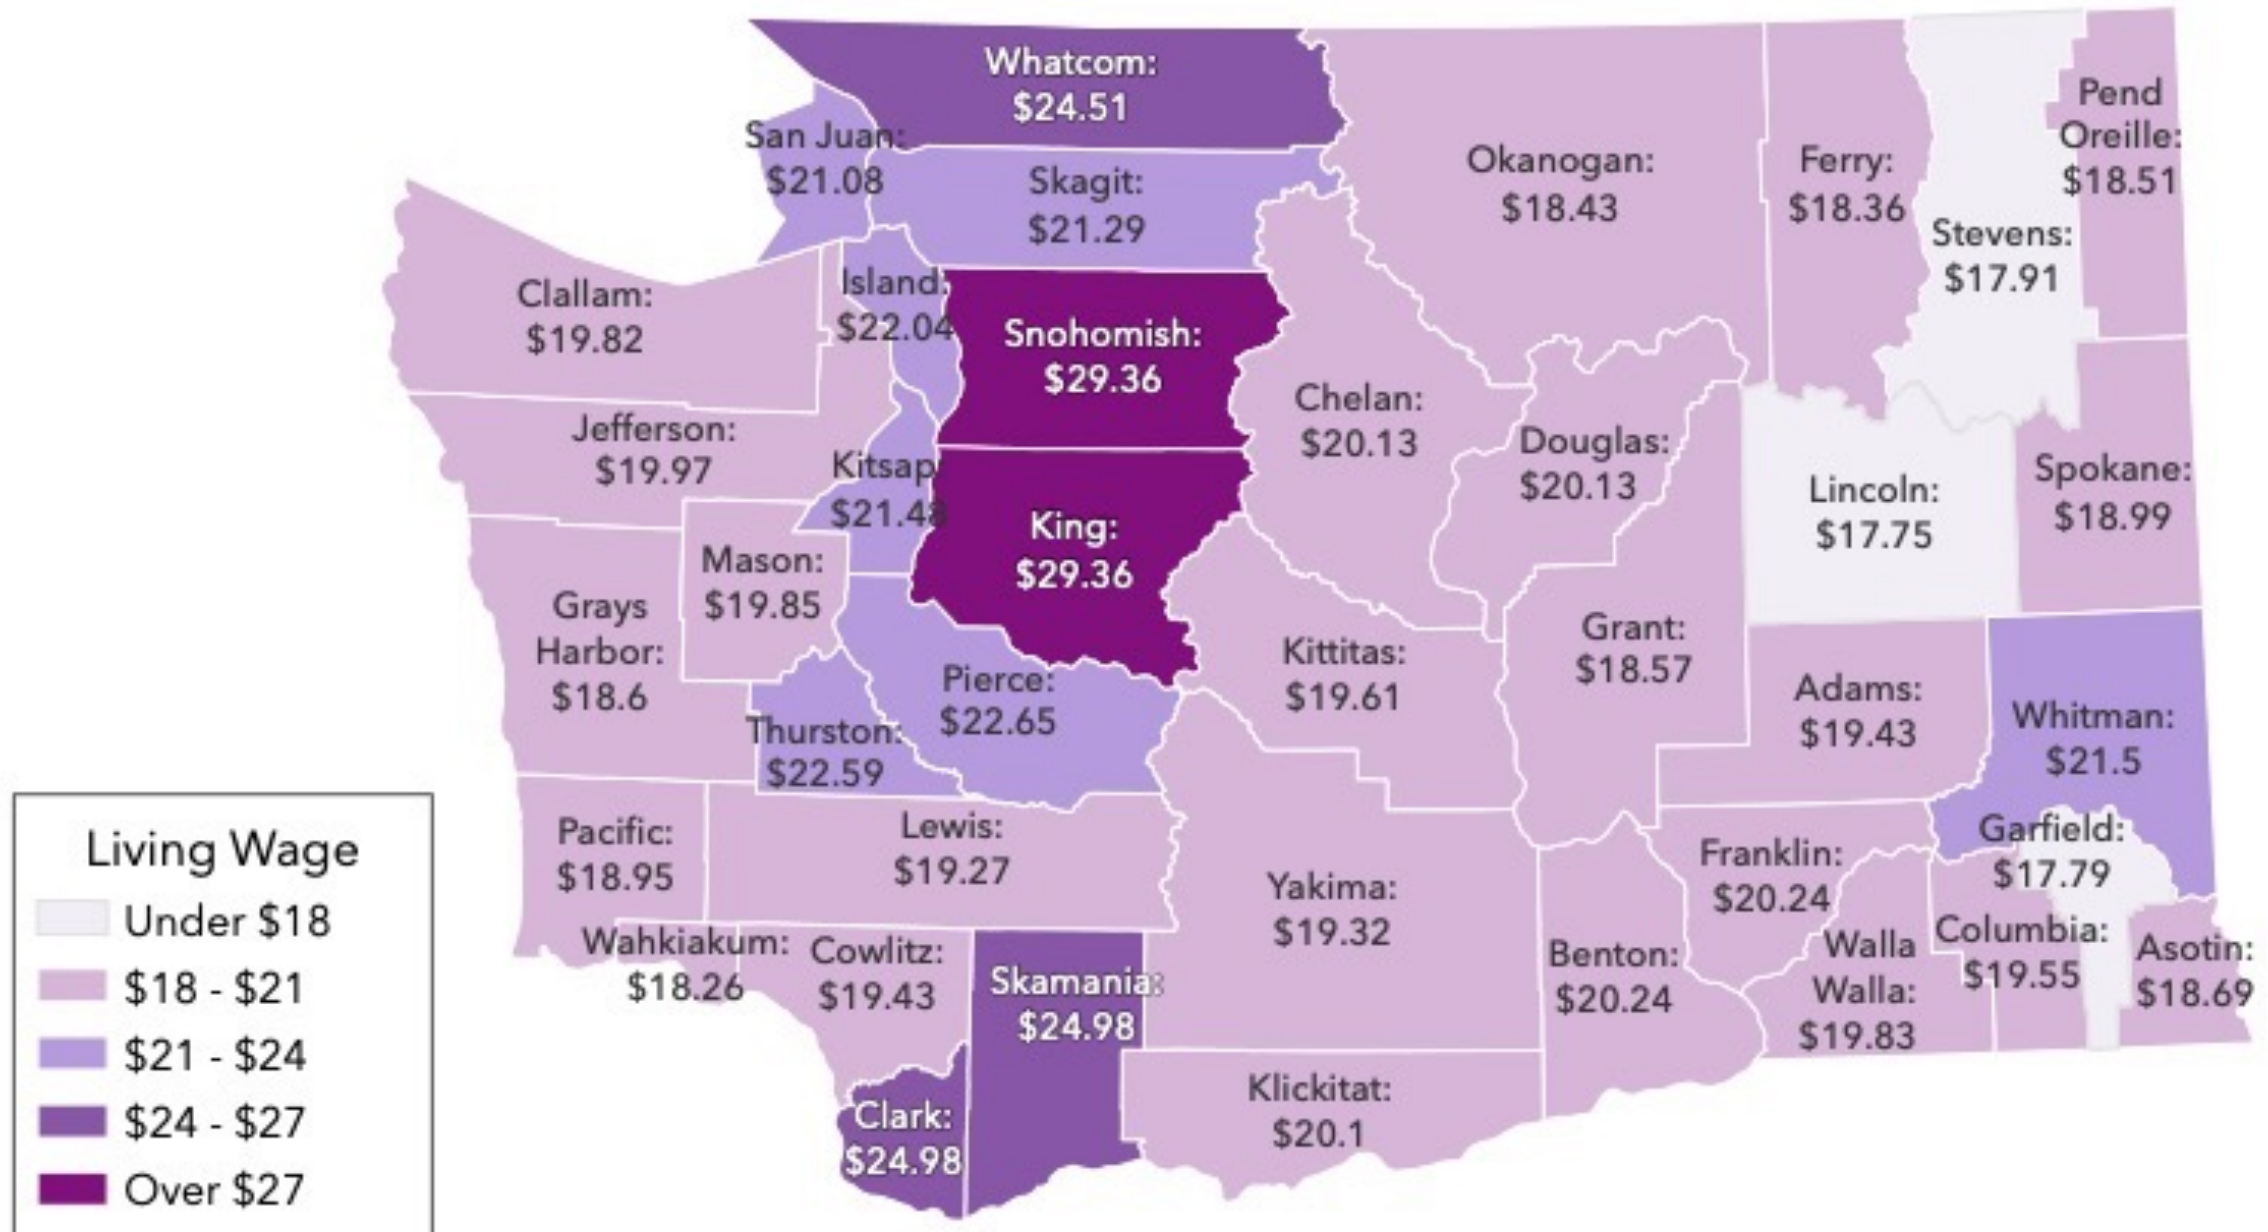 Whatcom:
$24.51
San Juan:
$21.08
Skagit:
$21.29
Okanogan:
$18.43
Ferry:
$18.36
Stevens:
$17.91
Pend
Oreille:
$18.51
Clallam:
$19.82
Island:
$22.04
Snohomish:
$29.36
Chelan:
$20.13
Douglas:
$20.13
Jefferson:
$19.97
Kitsap:
$21.48
King:
$29.36
Lincoln:
$17.75
Spokane:
$18.99
Mason:
$19.85
Grays
Harbor:
$18.6
Kittitas:
$19.61
Grant:
$18.57
Pierce:
$22.65
Thurston:
$22.59
Adams:
$19.43
Whitman:
$21.5
Pacific:
$18.95
Lewis:
$19.27
Yakima:
$19.32
Franklin:
$20.24
Garfield:
$17.79
Wahkiakum:
$18.26
Cowlitz:
$19.43
Skamania:
$24.98
Benton:
$20.24
Walla
Walla:
$19.83
Columbia:
$19.55
Asotin:
$18.69
Clark:
$24.98
Klickitat:
$20.1
Living Wage
Under $18
$18 - $21
$21 - $24
$24 - $27
Over $27